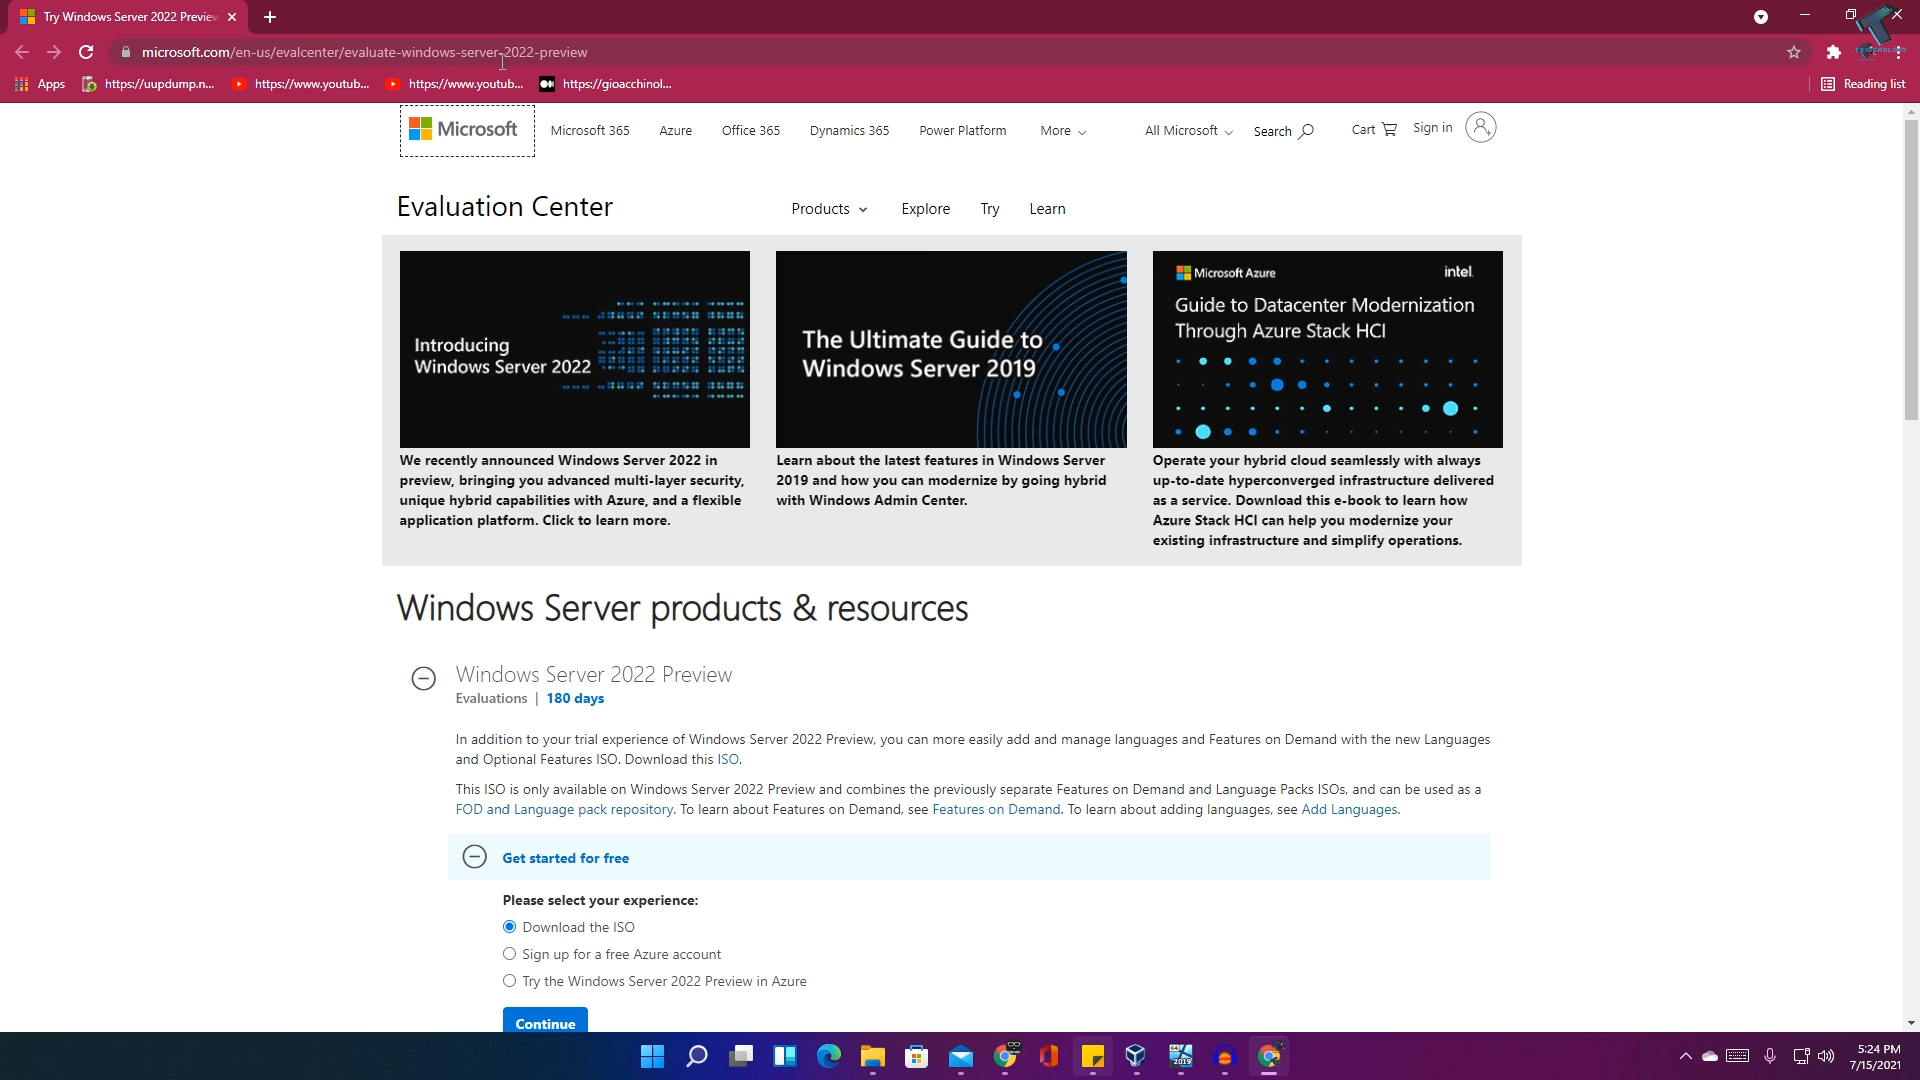 Try Windows Server 2022 Preview
microsoft.com/en-us/evalcenter/evaluate-windows-server-2022-preview
TRICKNOLOGY
Apps https://uupdump.n... https://www.youtub... https://www.youtub... https://gioacchinol... Reading list
Microsoft Microsoft 365 Azure Office 365 Dynamics 365 Power Platform More All Microsoft Search Cart Sign in
Evaluation Center Products Explore Try Learn
Introducing
Windows Server 2022
The Ultimate Guide to
Windows Server 2019
Microsoft Azure intel.
Guide to Datacenter Modernization
Through Azure Stack HCI
We recently announced Windows Server 2022 in
preview, bringing you advanced multi-layer security,
unique hybrid capabilities with Azure, and a flexible
application platform. Click to learn more.
Learn about the latest features in Windows Server
2019 and how you can modernize by going hybrid
with Windows Admin Center.
Operate your hybrid cloud seamlessly with always
up-to-date hyperconverged infrastructure delivered
as a service. Download this e-book to learn how
Azure Stack HCI can help you modernize your
existing infrastructure and simplify operations.
Windows Server products & resources
Windows Server 2022 Preview
Evaluations | 180 days
In addition to your trial experience of Windows Server 2022 Preview, you can more easily add and manage languages and Features on Demand with the new Languages
and Optional Features ISO. Download this ISO.
This ISO is only available on Windows Server 2022 Preview and combines the previously separate Features on Demand and Language Packs ISOs, and can be used as a
FOD and Language pack repository. To learn about Features on Demand, see Features on Demand. To learn about adding languages, see Add Languages.
Get started for free
Please select your experience:
Download the ISO
Sign up for a free Azure account
Try the Windows Server 2022 Preview in Azure
Continue
2019
5:24 PM
7/15/2021